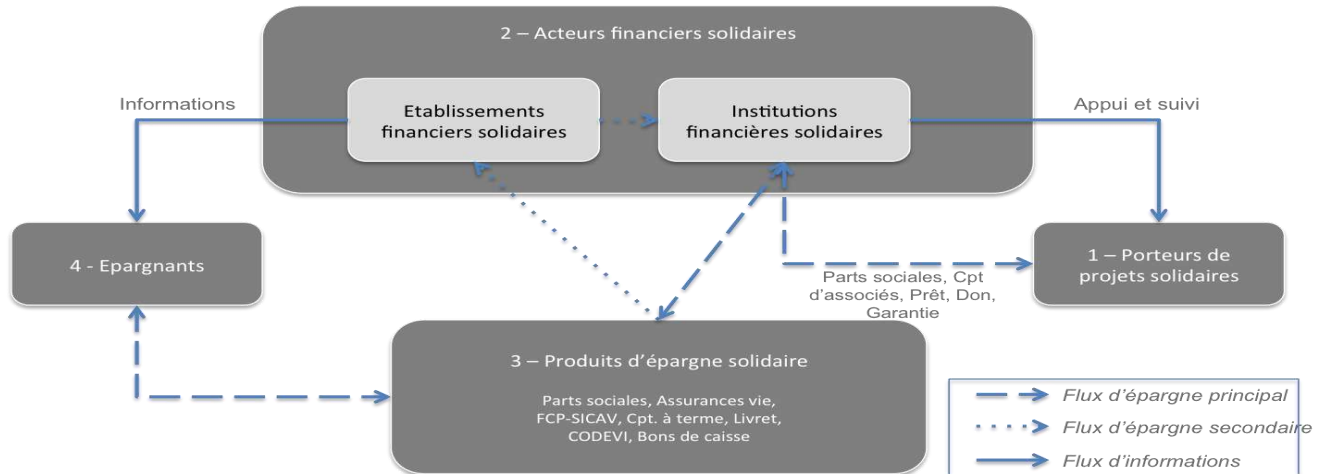 2 – Acteurs financiers solidaires
Informations
Etablissements
financiers solidaires
Institutions
financières solidaires
Appui et suivi
4 - Epargnants
1 – Porteurs de
projets solidaires
Parts sociales, Cpt
d'associés, Prêt, Don,
Garantie
3 – Produits d'épargne solidaire
Parts sociales, Assurances vie,
FCP-SICAV, Cpt. à terme, Livret,
CODEVI, Bons de caisse
Flux d'épargne principal
Flux d'épargne secondaire
Flux d'informations